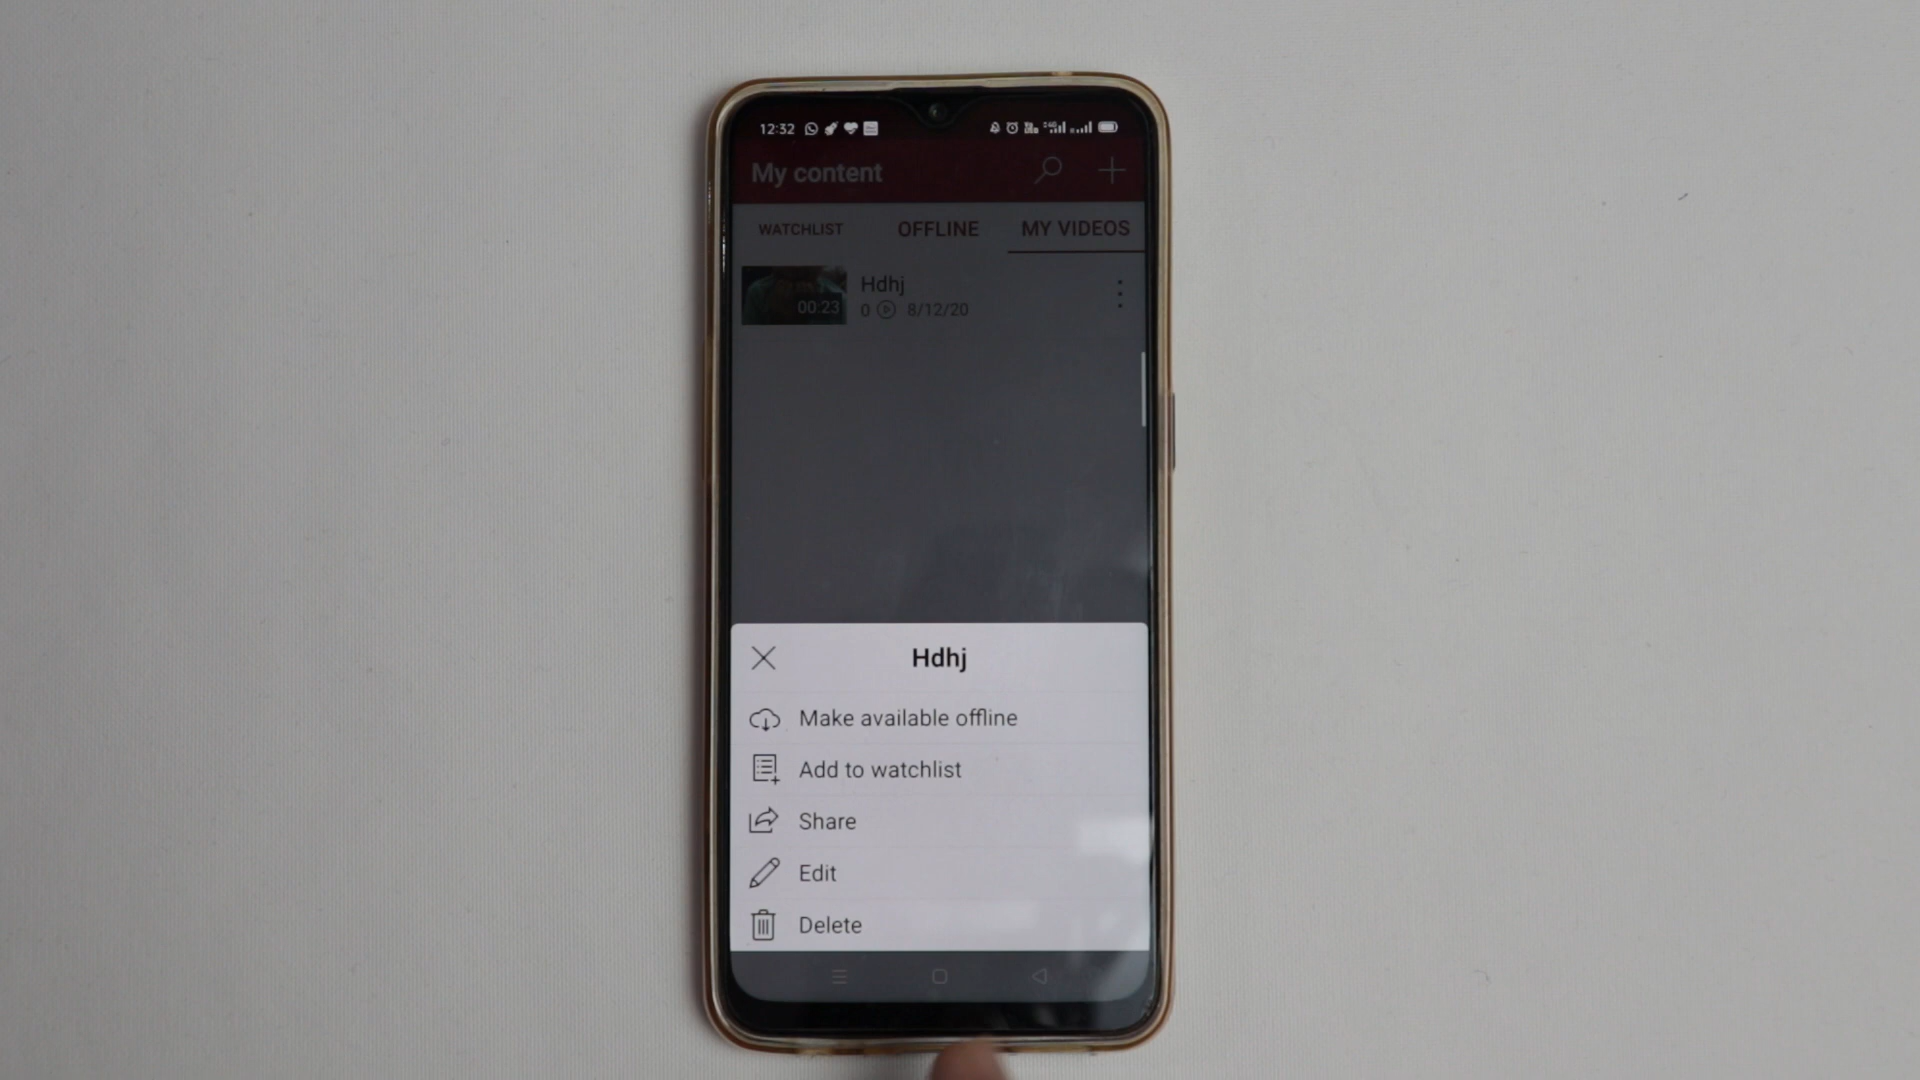 12:32
My content
WATCHLIST OFFLINE MY VIDEOS
00:23
Hdhj
0 8/12/20
Hdhj
Make available offline
Add to watchlist
Share
Edit
Delete